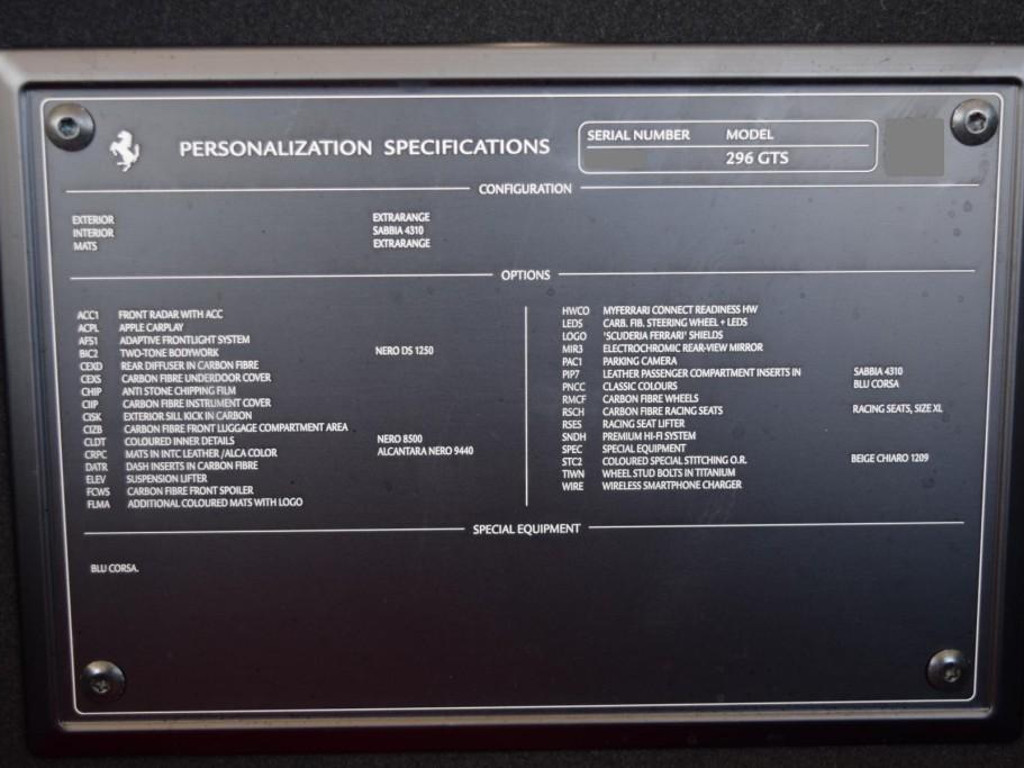 PERSONALIZATION SPECIFICATIONS
SERIAL NUMBER MODEL
296 GTS
CONFIGURATION
EXTERIOR EXTRARANGE
INTERIOR SABBIA 4310
MATS EXTRARANGE
OPTIONS
ACC1 FRONT RADAR WITH ACC
ACPL APPLE CARPLAY
AFS1 ADAPTIVE FRONTLIGHT SYSTEM
BIC2 TWO-TONE BODYWORK NERO DS 1250
CEXD REAR DIFFUSER IN CARBON FIBRE
CEXS CARBON FIBRE UNDERDOOR COVER
CHIP ANTI STONE CHIPPING FILM
CIIP CARBON FIBRE INSTRUMENT COVER
CISK EXTERIOR SILL KICK IN CARBON
CIZB CARBON FIBRE FRONT LUGGAGE COMPARTMENT AREA
CLDT COLOURED INNER DETAILS NERO 8500
CRPC MATS IN INTC LEATHER /ALCA COLOR ALCANTARA NERO 9440
DATR DASH INSERTS IN CARBON FIBRE
ELEV SUSPENSION LIFTER
FCWS CARBON FIBRE FRONT SPOILER
FLMA ADDITIONAL COLOURED MATS WITH LOGO
HWCO MYFERRARI CONNECT READINESS HW
LEDS CARB. FIB. STEERING WHEEL + LEDS
LOGO "SCUDERIA FERRARI" SHIELDS
MIR3 ELECTROCHROMIC REAR-VIEW MIRROR
PAC1 PARKING CAMERA
PIP7 LEATHER PASSENGER COMPARTMENT INSERTS IN SABBIA 4310
PNCC CLASSIC COLOURS BLU CORSA
RMCF CARBON FIBRE WHEELS
RSCH CARBON FIBRE RACING SEATS RACING SEATS, SIZE XL
RSES RACING SEAT LIFTER
SNDH PREMIUM HI-FI SYSTEM
SPEC SPECIAL EQUIPMENT
STC2 COLOURED SPECIAL STITCHING O.R. BEIGE CHIARO 1209
TIWN WHEEL STUD BOLTS IN TITANIUM
WIRE WIRELESS SMARTPHONE CHARGER
SPECIAL EQUIPMENT
BLU CORSA.